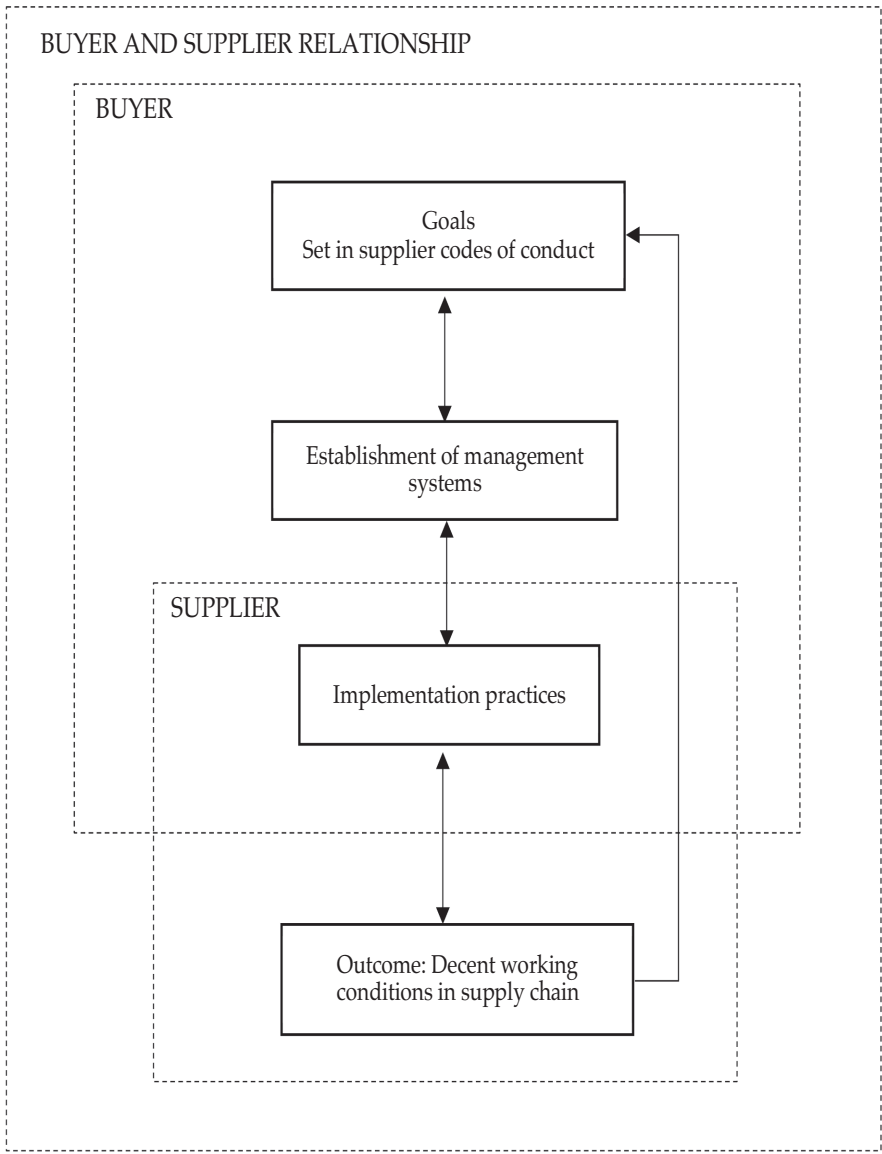 BUYER AND SUPPLIER RELATIONSHIP
BUYER
Goals
Set in supplier codes of conduct
Establishment of management
systems
SUPPLIER
Implementation practices
Outcome: Decent working
conditions in supply chain